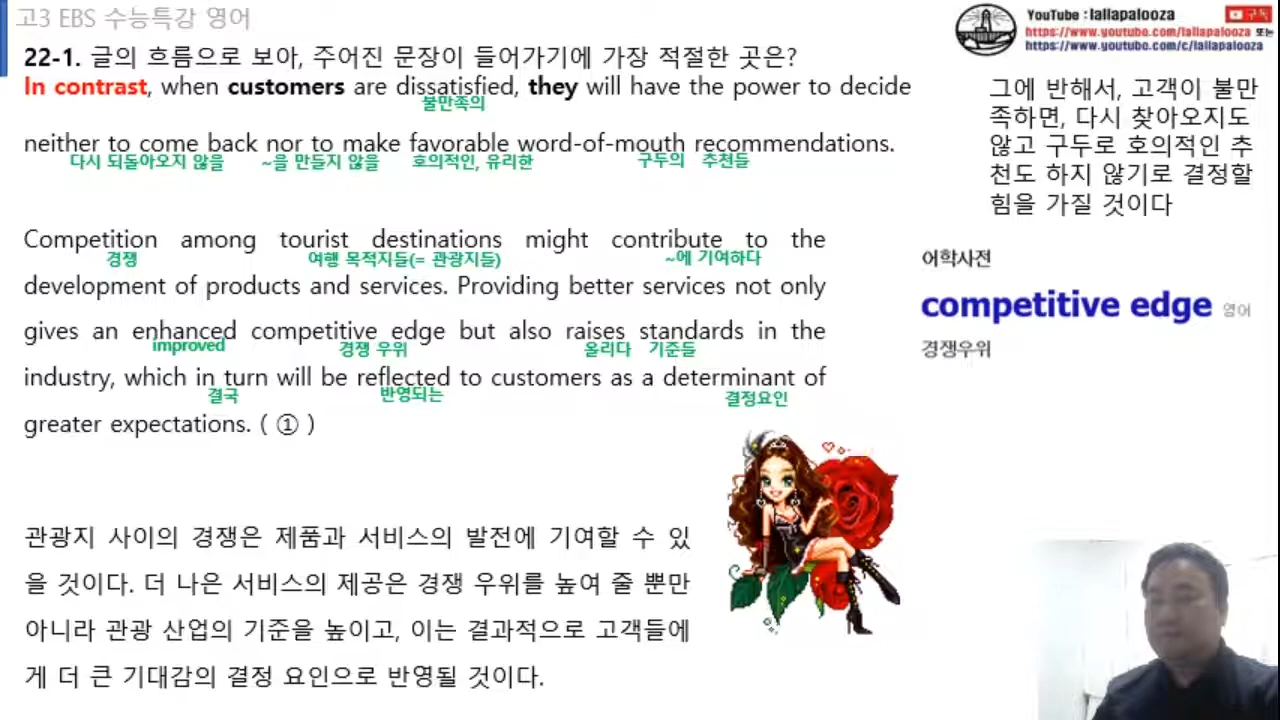 고3 EBS 수능특강 영어
YouTube : lallapalooza
구독
https://www.youtube.com/lallapalooza 또는
https://www.youtube.com/c/lallapalooza
22-1. 글의 흐름으로 보아, 주어진 문장이 들어가기에 가장 적절한 곳은?
In contrast, when customers are dissatisfied, they will have the power to decide
불만족의
neither to come back nor to make favorable word-of-mouth recommendations.
다시 되돌아오지 않을 ~을 만들지 않을 호의적인, 유리한 구두의 추천들
그에 반해서, 고객이 불만
족하면, 다시 찾아오지도
않고 구두로 호의적인 추
천도 하지 않기로 결정할
힘을 가질 것이다
Competition among tourist destinations might contribute to the
경쟁 여행 목적지들(= 관광지들) ~에 기여하다
development of products and services. Providing better services not only
gives an enhanced competitive edge but also raises standards in the
improved 경쟁 우위 올리다 기준들
industry, which in turn will be reflected to customers as a determinant of
결국 반영되는 결정요인
greater expectations. ( ① )
어학사전
competitive edge 영어
경쟁우위
관광지 사이의 경쟁은 제품과 서비스의 발전에 기여할 수 있
을 것이다. 더 나은 서비스의 제공은 경쟁 우위를 높여 줄 뿐만
아니라 관광 산업의 기준을 높이고, 이는 결과적으로 고객들에
게 더 큰 기대감의 결정 요인으로 반영될 것이다.